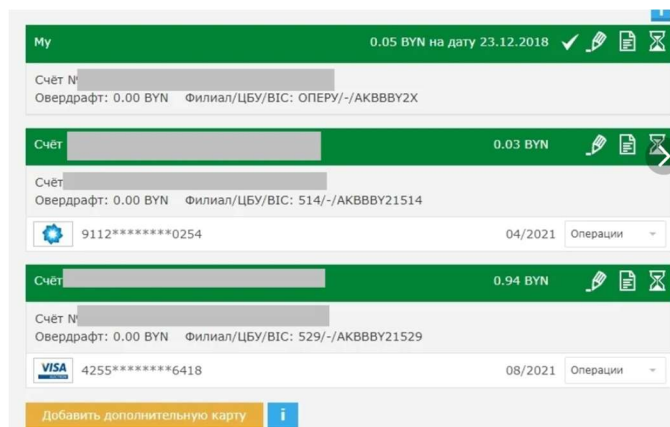 My 0.05 BYN на дату 23.12.2018
Счёт №
Овердрафт: 0.00 BYN Филиал/ЦБУ/BIC: ОПЕРУ/-/AKBBBY2X
Счёт 0.03 BYN
Счёт
Овердрафт: 0.00 BYN Филиал/ЦБУ/BIC: 514/-/AKBBBY21514
9112********0254 04/2021 Операции
Счёт 0.94 BYN
Счёт №
Овердрафт: 0.00 BYN Филиал/ЦБУ/BIC: 529/-/AKBBBY21529
VISA 4255********6418 08/2021 Операции
Добавить дополнительную карту i